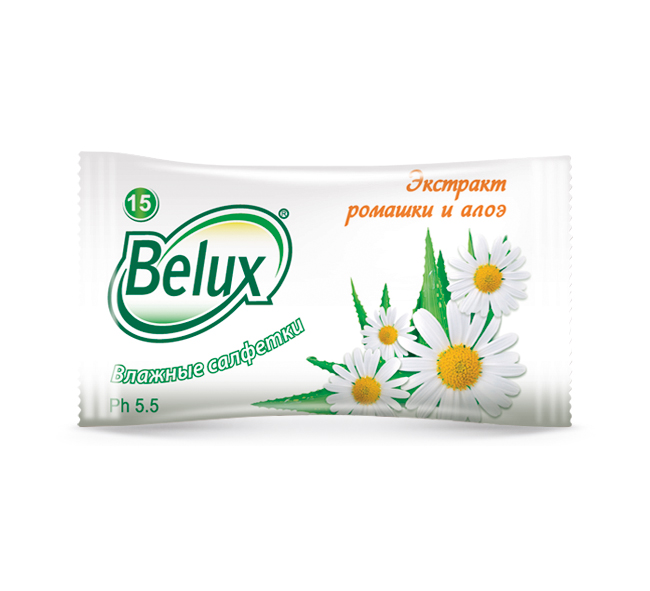 15
Belux®
Влажные салфетки
Ph 5.5
Экстракт
ромашки и алоэ